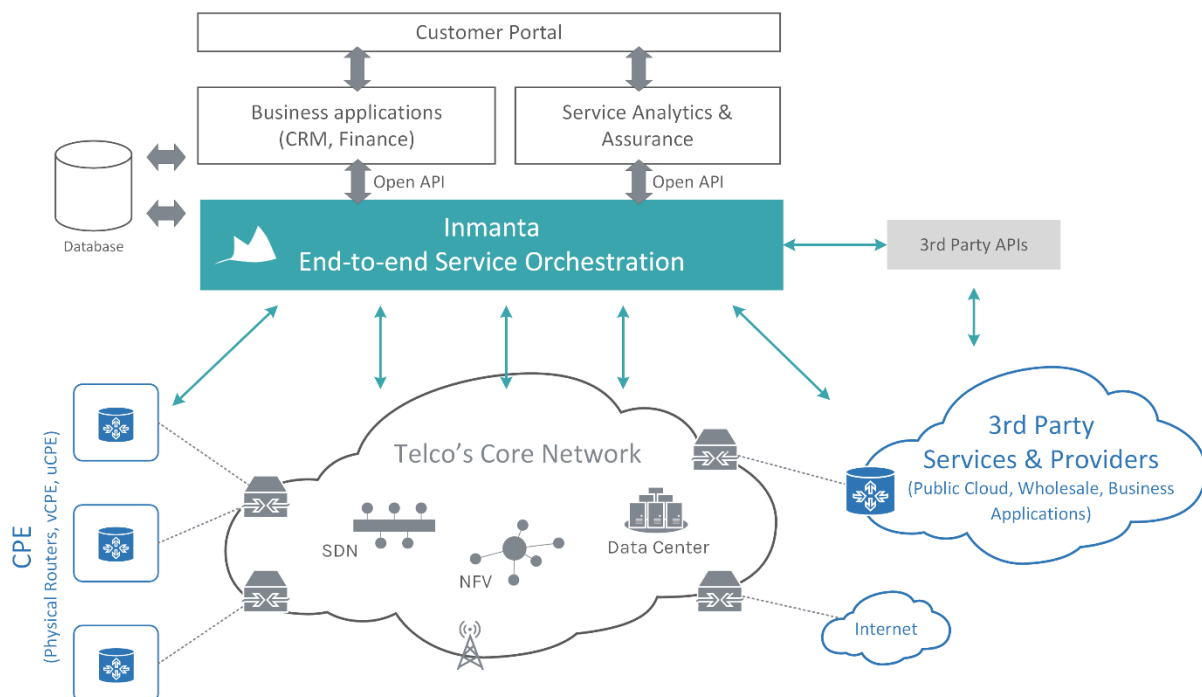 Customer Portal
Business applications
(CRM, Finance)
Service Analytics &
Assurance
Open API
Open API
Database
Inmanta
End-to-end Service Orchestration
3rd Party APIs
CPE
(Physical Routers, vCPE, uCPE)
Telco's Core Network
SDN
NFV
Data Center
3rd Party
Services & Providers
(Public Cloud, Wholesale, Business
Applications)
Internet